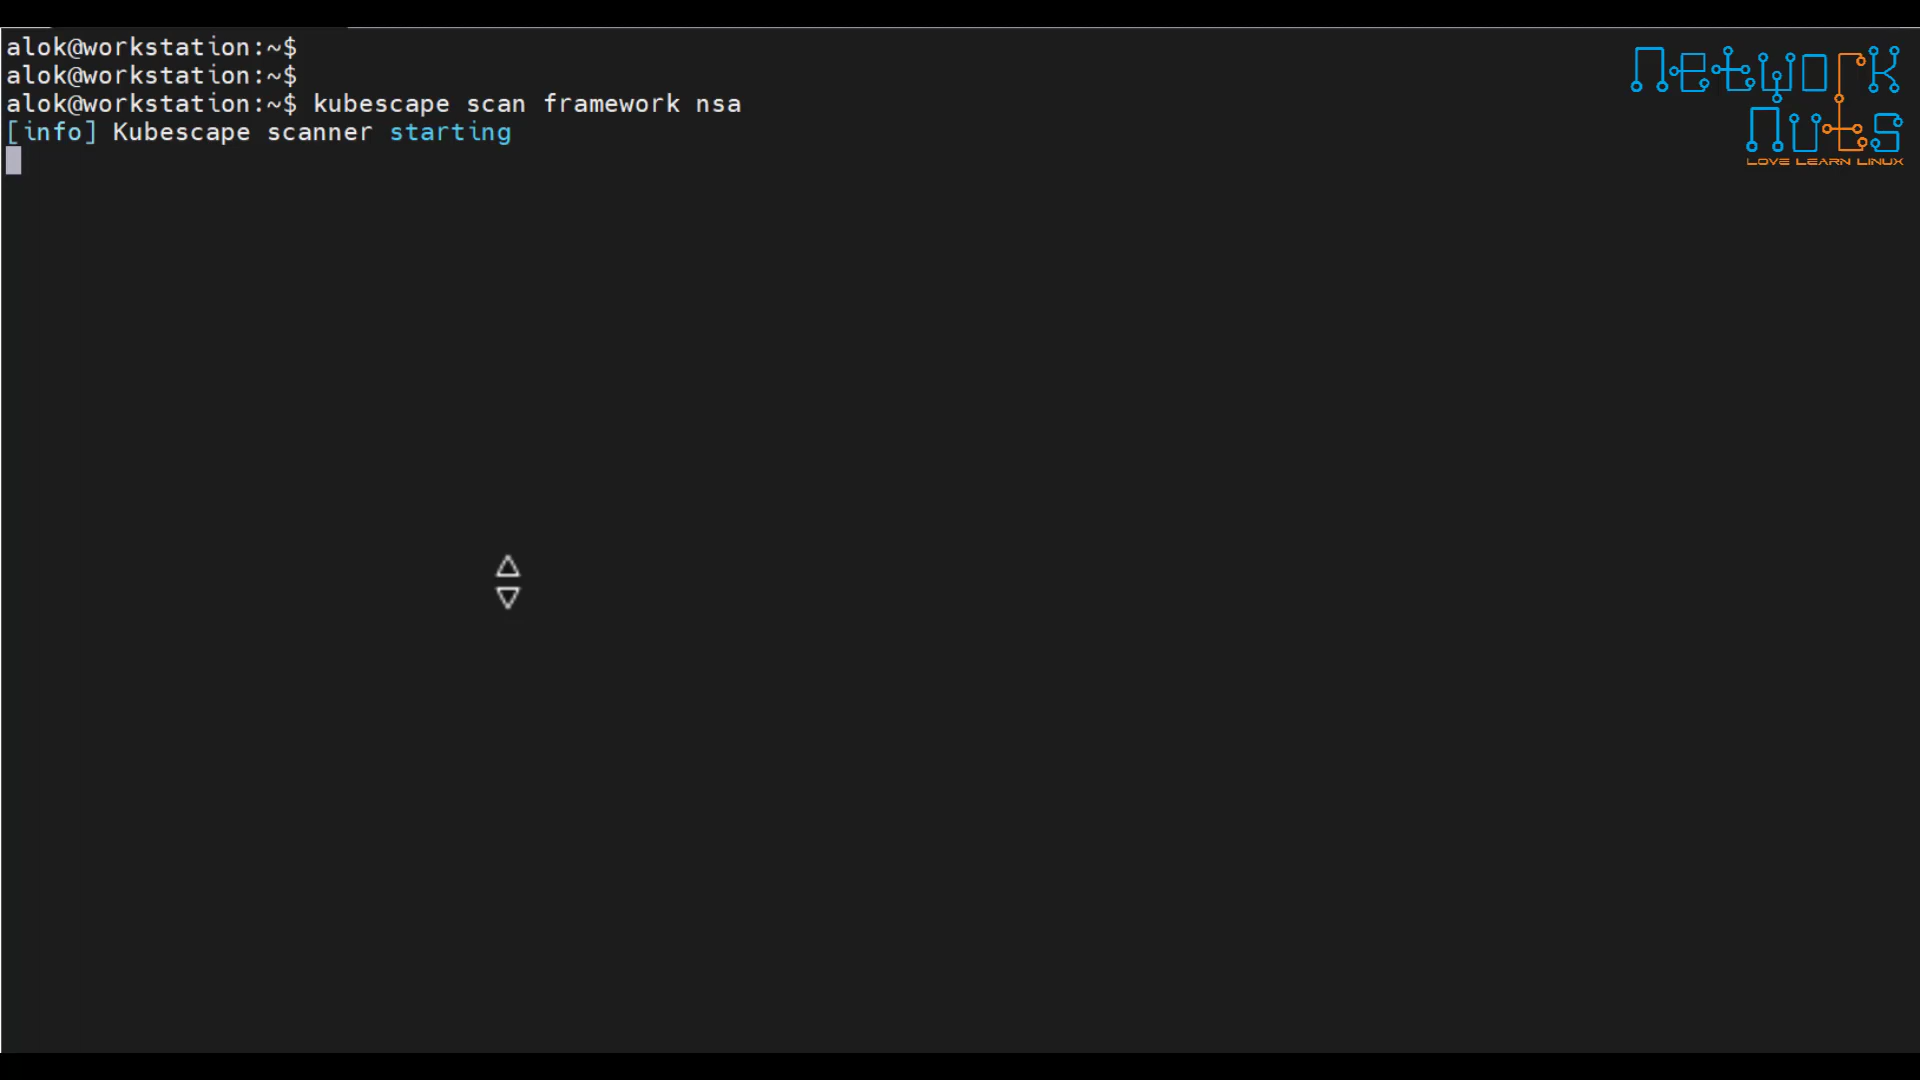 alok@workstation:~$
alok@workstation:~$
alok@workstation:~$ kubescape scan framework nsa
[info] Kubescape scanner starting
Network
Nuts
LOVE LEARN LINUX